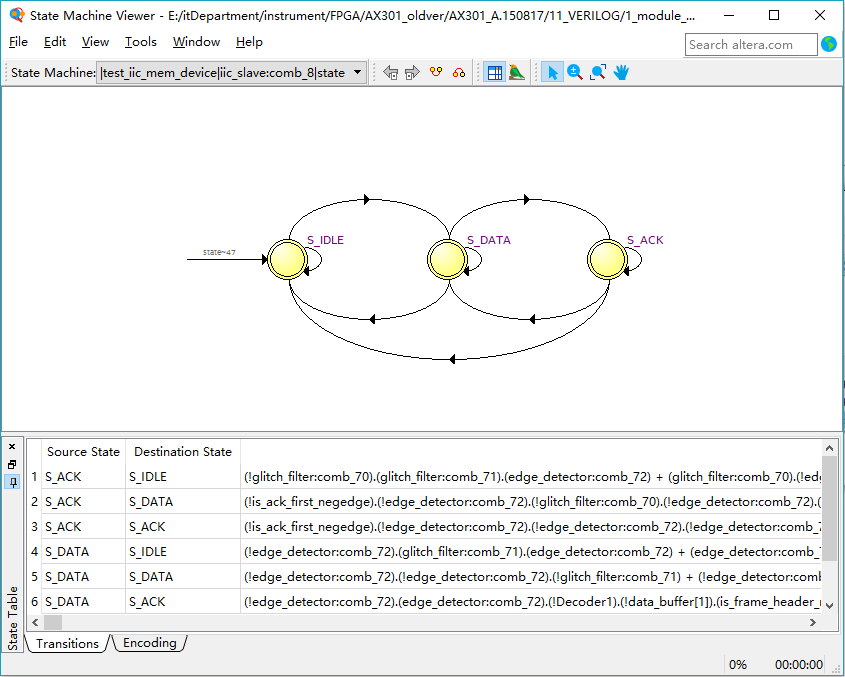 State Machine Viewer - E:/itDepartment/instrument/FPGA/AX301_oldver/AX301_A.150817/11_VERILOG/1_module_...
File Edit View Tools Window Help
Search altera.com
State Machine: |test_iic_mem_device|iic_slave:comb_8|state
state~47
S_IDLE
S_DATA
S_ACK
Source State Destination State
1 S_ACK S_IDLE (!glitch_filter:comb_70).(glitch_filter:comb_71).(edge_detector:comb_72) + (glitch_filter:comb_70).(!edg
2 S_ACK S_DATA (!is_ack_first_negedge).(!edge_detector:comb_72).(!glitch_filter:comb_70).(!edge_detector:comb_72).(
3 S_ACK S_ACK (!is_ack_first_negedge).(!edge_detector:comb_72).(!edge_detector:comb_72).(!edge_detector:comb_7
4 S_DATA S_IDLE (!edge_detector:comb_72).(glitch_filter:comb_71).(edge_detector:comb_72) + (edge_detector:comb_7
5 S_DATA S_DATA (!edge_detector:comb_72).(!edge_detector:comb_72).(!glitch_filter:comb_71) + (!edge_detector:comb
6 S_DATA S_ACK (!edge_detector:comb_72).(edge_detector:comb_72).(!Decoder1).(!data_buffer[1]).(is_frame_header_
State Table
Transitions Encoding
0% 00:00:00